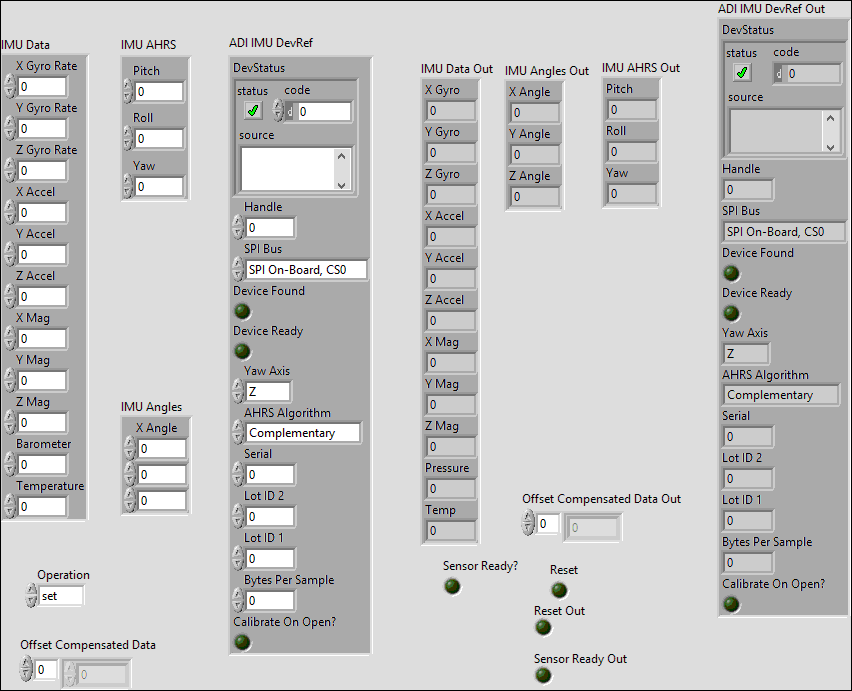 IMU Data
X Gyro Rate
0
Y Gyro Rate
0
Z Gyro Rate
0
X Accel
0
Y Accel
0
Z Accel
0
X Mag
0
Y Mag
0
Z Mag
0
Barometer
0
Temperature
0
Operation
set
Offset Compensated Data
0 0
IMU AHRS
Pitch
0
Roll
0
Yaw
0
IMU Angles
X Angle
0
0
0
ADI IMU DevRef
DevStatus
status code
d 0
source
Handle
0
SPI Bus
SPI On-Board, CS0
Device Found
Device Ready
Yaw Axis
Z
AHRS Algorithm
Complementary
Serial
0
Lot ID 2
0
Lot ID 1
0
Bytes Per Sample
0
Calibrate On Open?
IMU Data Out
X Gyro
0
Y Gyro
0
Z Gyro
0
X Accel
0
Y Accel
0
Z Accel
0
X Mag
0
Y Mag
0
Z Mag
0
Pressure
0
Temp
0
IMU Angles Out
X Angle
0
Y Angle
0
Z Angle
0
IMU AHRS Out
Pitch
0
Roll
0
Yaw
0
Offset Compensated Data Out
0 0
Sensor Ready?
Reset
Reset Out
Sensor Ready Out
ADI IMU DevRef Out
DevStatus
status code
d 0
source
Handle
0
SPI Bus
SPI On-Board, CS0
Device Found
Device Ready
Yaw Axis
Z
AHRS Algorithm
Complementary
Serial
0
Lot ID 2
0
Lot ID 1
0
Bytes Per Sample
0
Calibrate On Open?